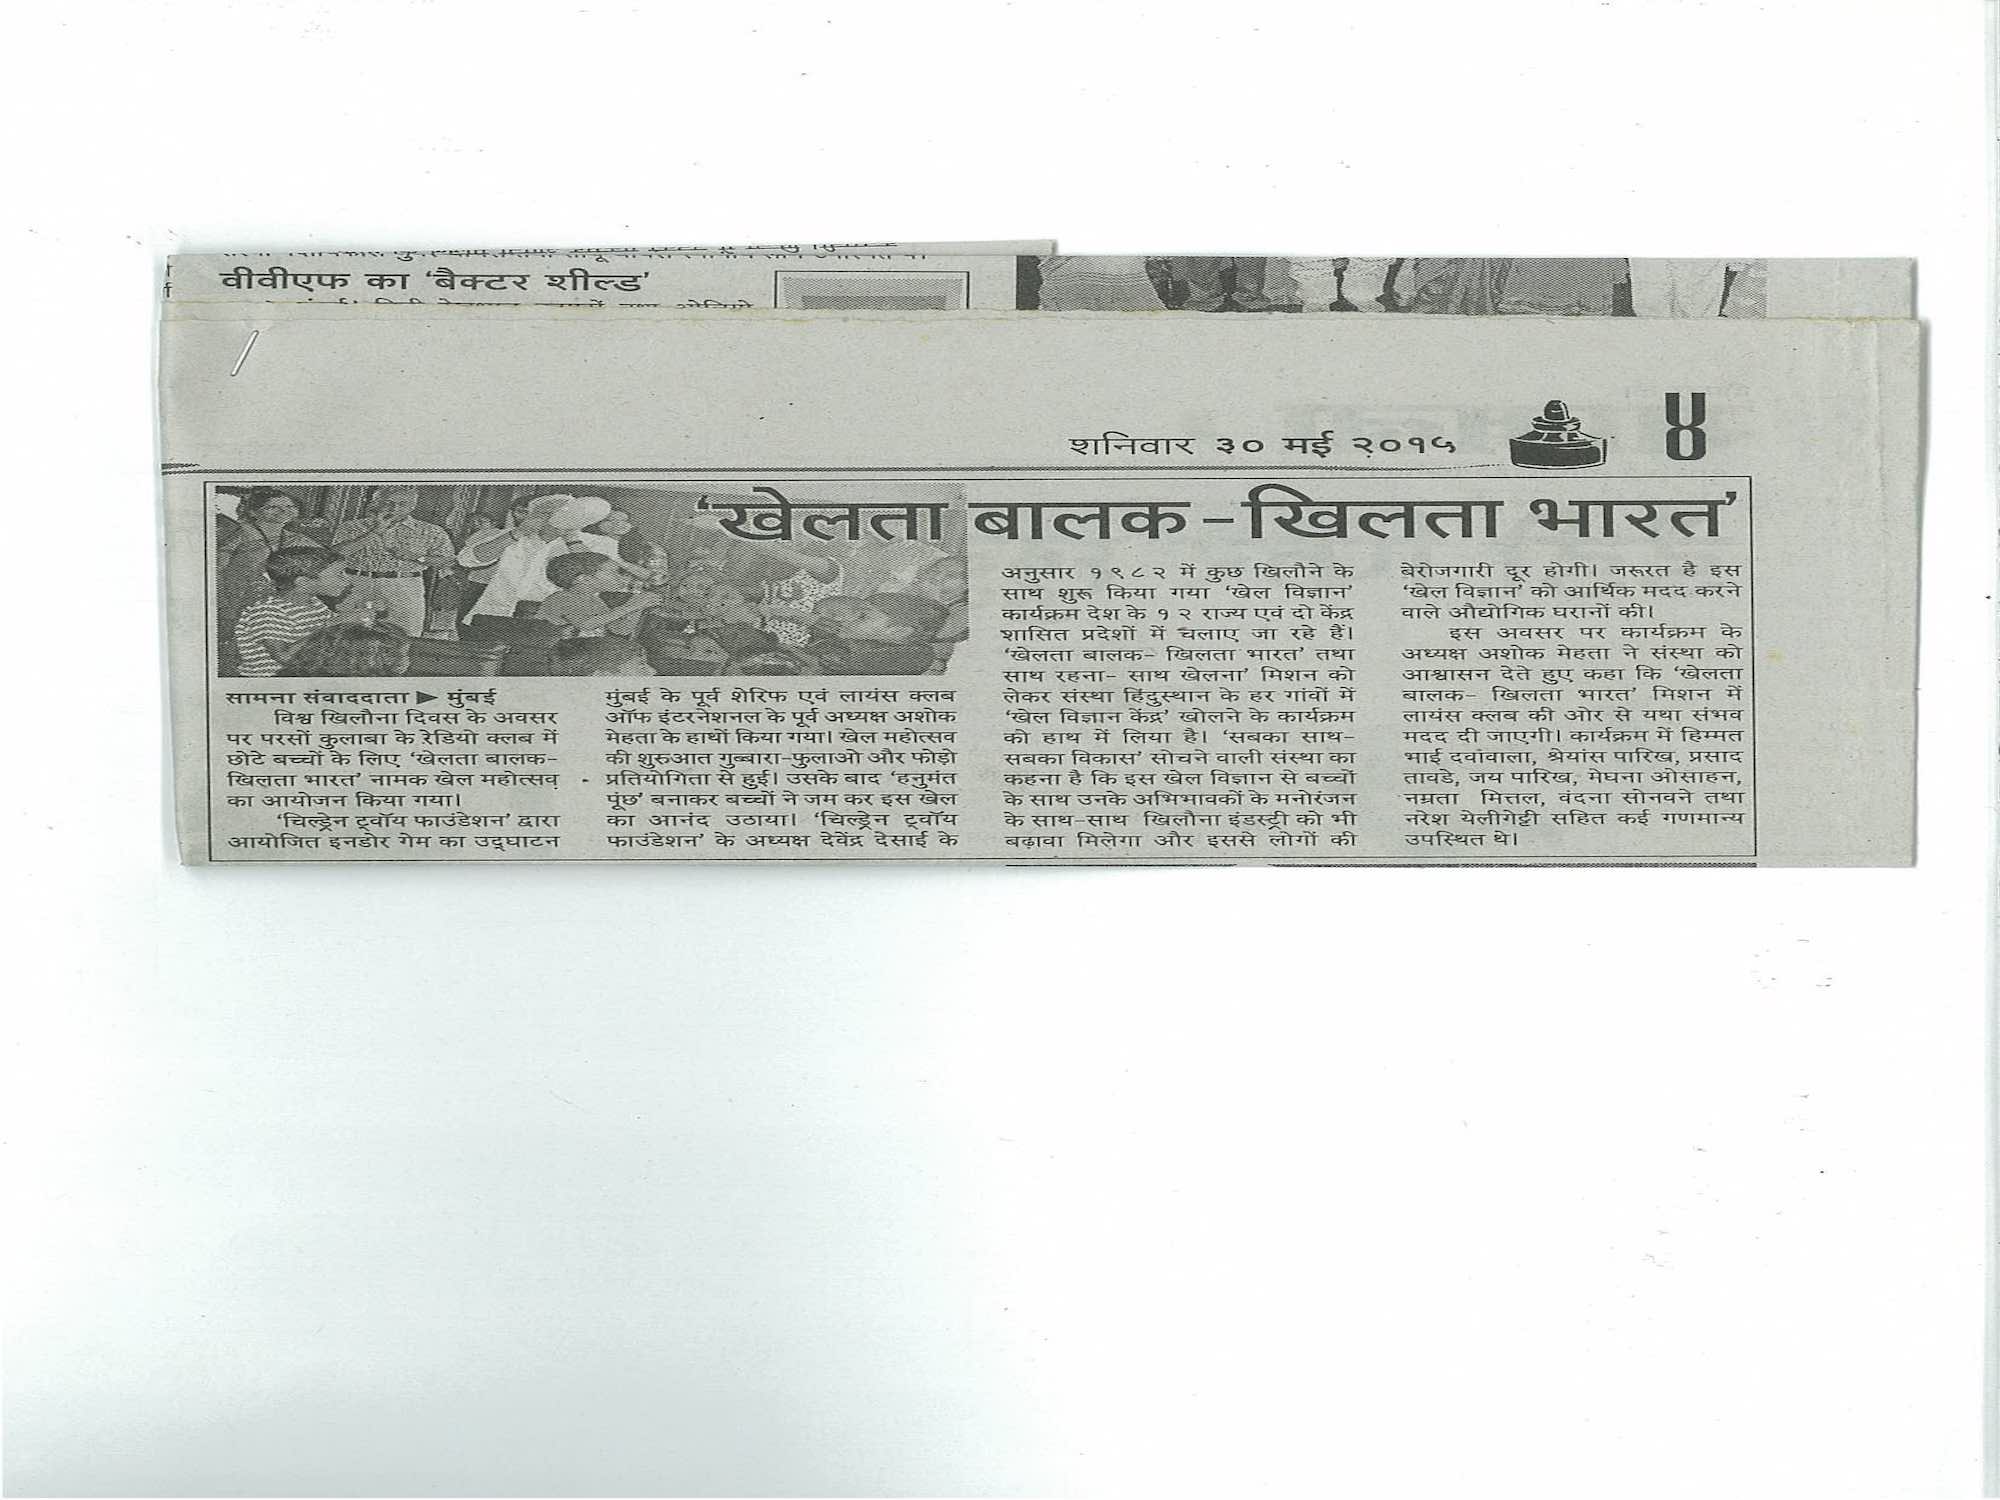 वीवीएफ का 'बैक्टर शील्ड'
शनिवार ३० मई २०१५
४
'खेलता बालक-खिलता भारत'
सामना संवाददाता ▶ मुंबई
विश्व खिलौना दिवस के अवसर
पर परसों कुलाबा के रेडियो क्लब में
छोटे बच्चों के लिए 'खेलता बालक-
खिलता भारत' नामक खेल महोत्सव
का आयोजन किया गया।
'चिल्ड्रेन ट्वॉय फाउंडेशन' द्वारा
आयोजित इनडोर गेम का उद्घाटन
मुंबई के पूर्व शेरिफ एवं लायंस क्लब
ऑफ इंटरनेशनल के पूर्व अध्यक्ष अशोक
मेहता के हाथों किया गया। खेल महोत्सव
की शुरुआत गुब्बारा-फुलाओ और फोड़ो
प्रतियोगिता से हुई। उसके बाद 'हनुमंत
पूंछ' बनाकर बच्चों ने जम कर इस खेल
का आनंद उठाया। 'चिल्ड्रेन ट्वॉय
फाउंडेशन' के अध्यक्ष देवेंद्र देसाई के
अनुसार १९८२ में कुछ खिलौने के
साथ शुरू किया गया 'खेल विज्ञान'
कार्यक्रम देश के १२ राज्य एवं दो केंद्र
शासित प्रदेशों में चलाए जा रहे हैं।
'खेलता बालक- खिलता भारत' तथा
साथ रहना- साथ खेलना' मिशन को
लेकर संस्था हिंदुस्थान के हर गांवों में
'खेल विज्ञान केंद्र' खोलने के कार्यक्रम
को हाथ में लिया है। 'सबका साथ-
सबका विकास' सोचने वाली संस्था का
कहना है कि इस खेल विज्ञान से बच्चों
के साथ उनके अभिभावकों के मनोरंजन
के साथ-साथ खिलौना इंडस्ट्री को भी
बढ़ावा मिलेगा और इससे लोगों की
बेरोजगारी दूर होगी। जरूरत है इस
'खेल विज्ञान' को आर्थिक मदद करने
वाले औद्योगिक घरानों की।
इस अवसर पर कार्यक्रम के
अध्यक्ष अशोक मेहता ने संस्था को
आश्वासन देते हुए कहा कि 'खेलता
बालक- खिलता भारत' मिशन में
लायंस क्लब की ओर से यथा संभव
मदद दी जाएगी। कार्यक्रम में हिम्मत
भाई दवांवाला, श्रेयांस पारिख, प्रसाद
तावडे, जय पारिख, मेघना ओसाहन,
नम्रता मित्तल, वंदना सोनवने तथा
नरेश येलीगेट्टी सहित कई गणमान्य
उपस्थित थे।